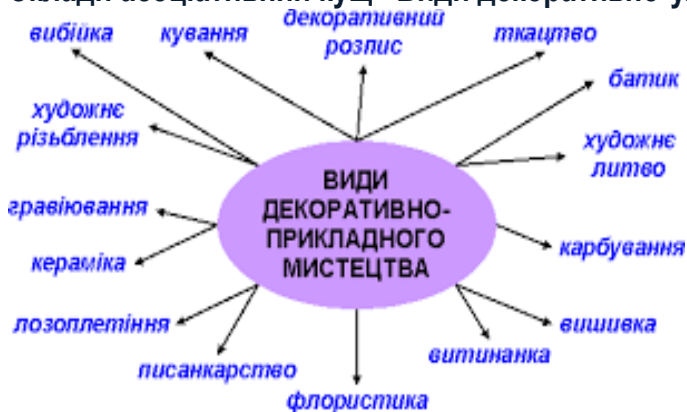 вибійка
кування
декоративний
розпис
ткацтво
батик
художнє
різьблення
художнє
литво
ВИДИ
ДЕКОРАТИВНО-
ПРИКЛАДНОГО
МИСТЕЦТВА
гравіювання
карбування
кераміка
лозоплетіння
вишивка
писанкарство
витинанка
флористика